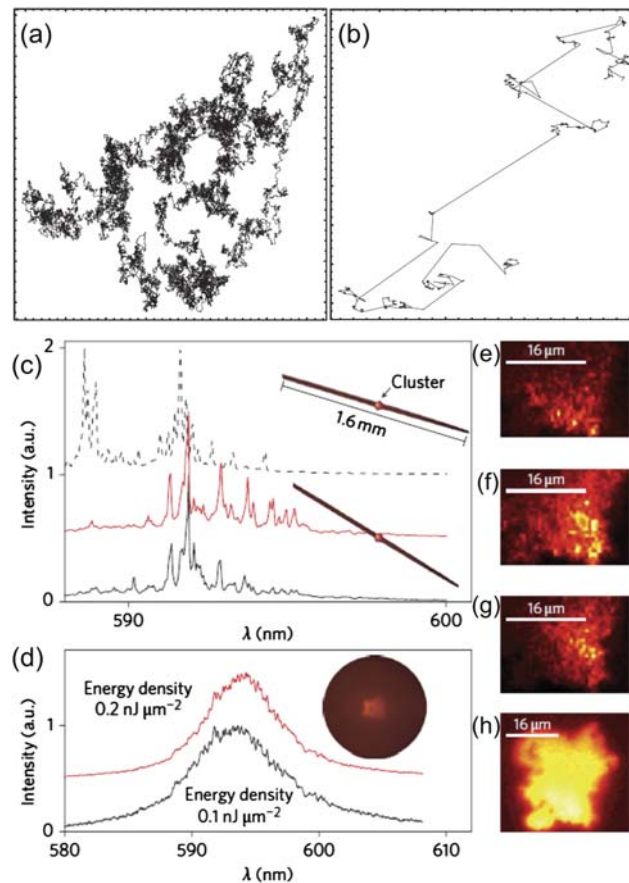 (a)
(b)
(c)
2
Intensity (a.u.)
1
0
590
600
λ (nm)
Cluster
1.6 mm
(d)
Energy density
0.2 nJ μm⁻²
Intensity (a.u.)
1
Energy density
0.1 nJ μm⁻²
0
580
590
600
610
λ (nm)
(e)
16 μm
(f)
16 μm
(g)
16 μm
(h)
16 μm